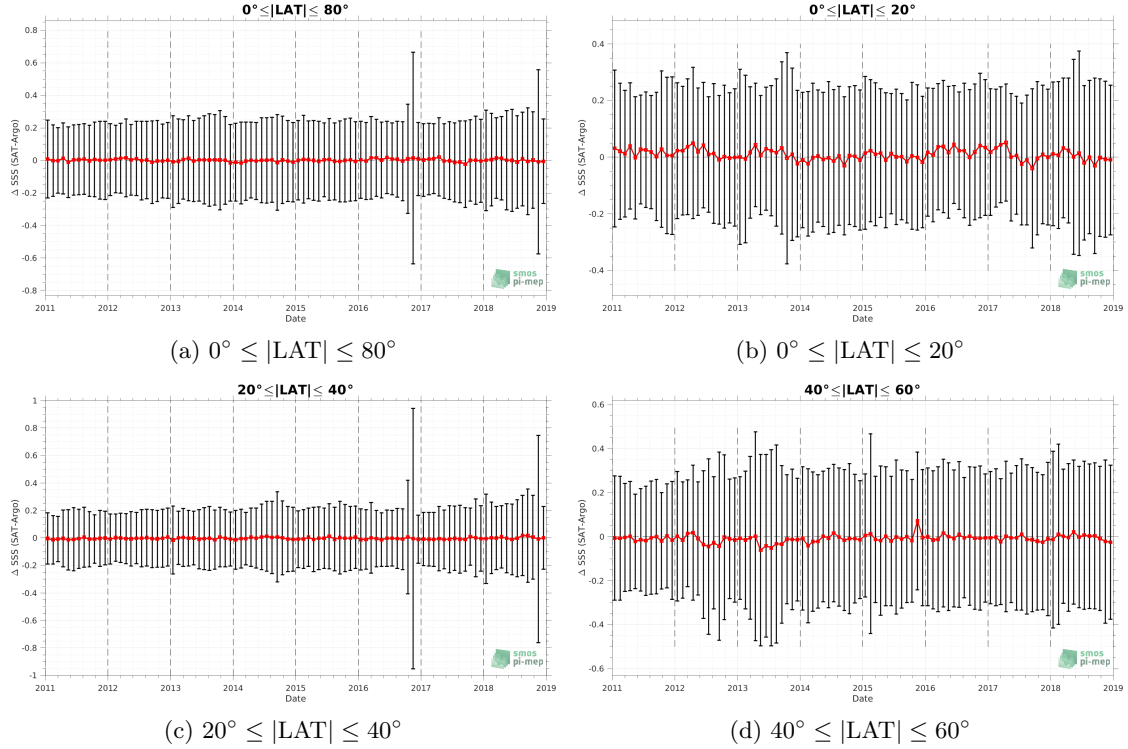 0°≤|LAT|≤ 80°
Δ SSS (SAT-Argo)
0.8
0.6
0.4
0.2
0
-0.2
-0.4
-0.6
-0.8
2011 2012 2013 2014 2015 2016 2017 2018 2019
Date
smos
pi-mep
(a) 0° ≤ |LAT| ≤ 80°
0°≤|LAT|≤ 20°
Δ SSS (SAT-Argo)
0.4
0.2
0
-0.2
-0.4
2011 2012 2013 2014 2015 2016 2017 2018 2019
Date
smos
pi-mep
(b) 0° ≤ |LAT| ≤ 20°
20°≤|LAT|≤ 40°
Δ SSS (SAT-Argo)
1
0.8
0.6
0.4
0.2
0
-0.2
-0.4
-0.6
-0.8
-1
2011 2012 2013 2014 2015 2016 2017 2018 2019
Date
smos
pi-mep
(c) 20° ≤ |LAT| ≤ 40°
40°≤|LAT|≤ 60°
Δ SSS (SAT-Argo)
0.6
0.4
0.2
0
-0.2
-0.4
-0.6
2011 2012 2013 2014 2015 2016 2017 2018 2019
Date
smos
pi-mep
(d) 40° ≤ |LAT| ≤ 60°